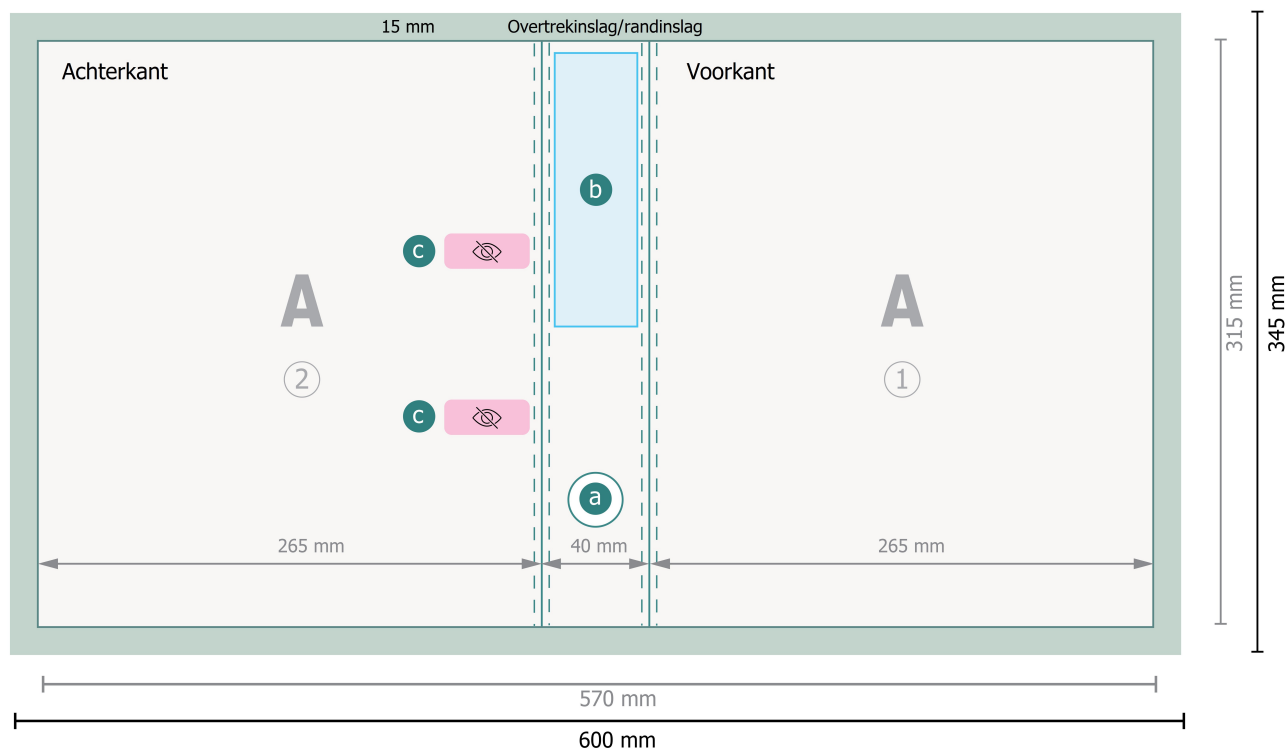 15 mm Overtrekinslag/randinslag
Achterkant
Voorkant
b
c
A
A
315 mm
345 mm
2
1
c
a
265 mm
40 mm
265 mm
570 mm
600 mm